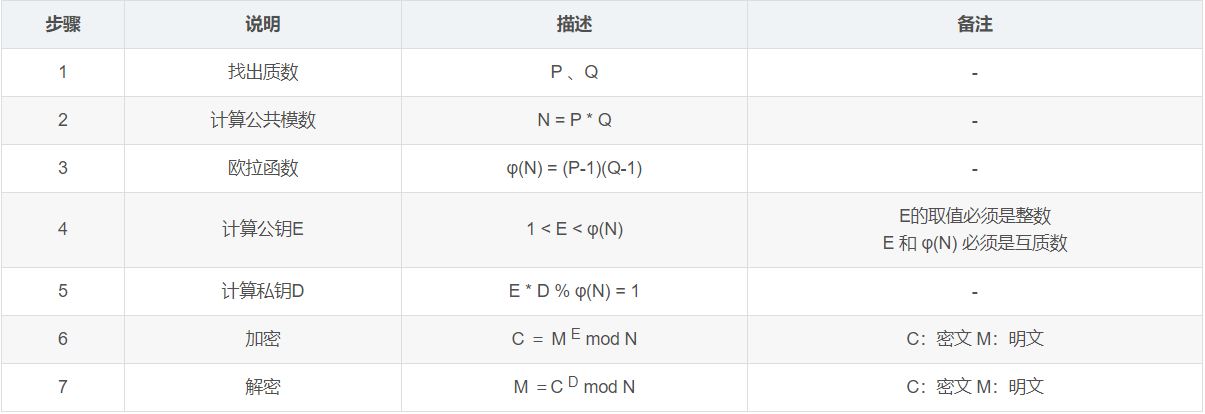 步骤 说明 描述 备注
1 找出质数 P 、Q -
2 计算公共模数 N = P * Q -
3 欧拉函数 φ(N) = (P-1)(Q-1) -
4 计算公钥E 1 < E < φ(N) E的取值必须是整数
E 和 φ(N) 必须是互质数
5 计算私钥D E * D % φ(N) = 1 -
6 加密 C ＝ M E mod N C：密文 M：明文
7 解密 M ＝C D mod N C：密文 M：明文